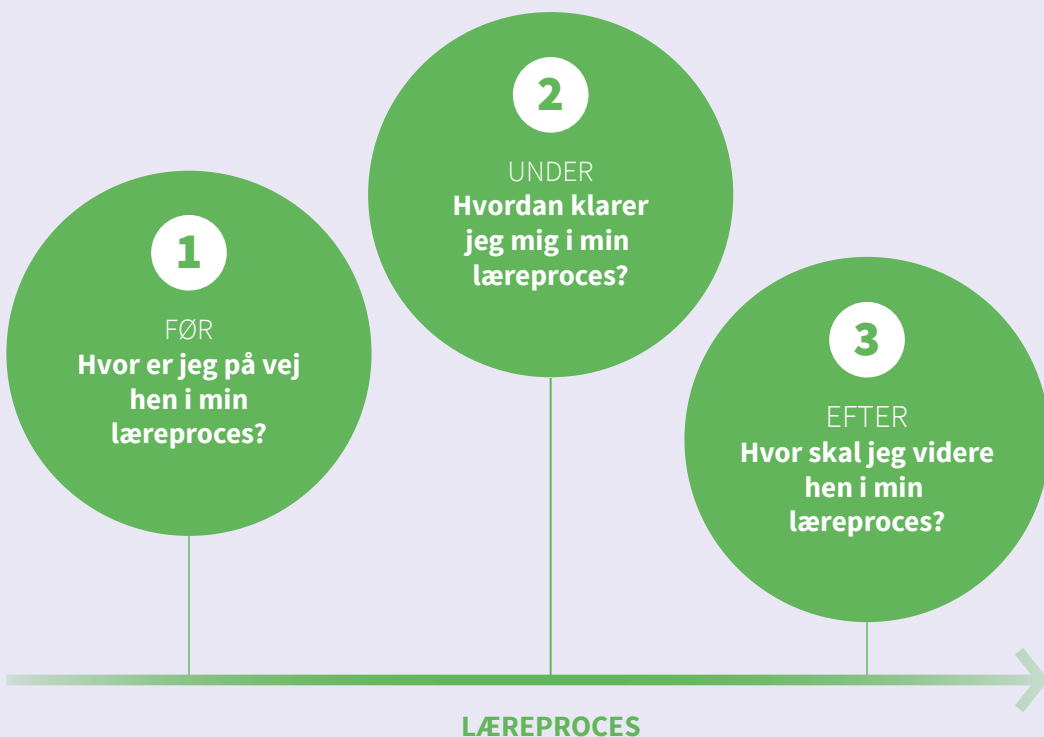 1
FØR
Hvor er jeg på vej
hen i min
læreproces?
2
UNDER
Hvordan klarer
jeg mig i min
læreproces?
3
EFTER
Hvor skal jeg videre
hen i min
læreproces?
LÆREPROCES